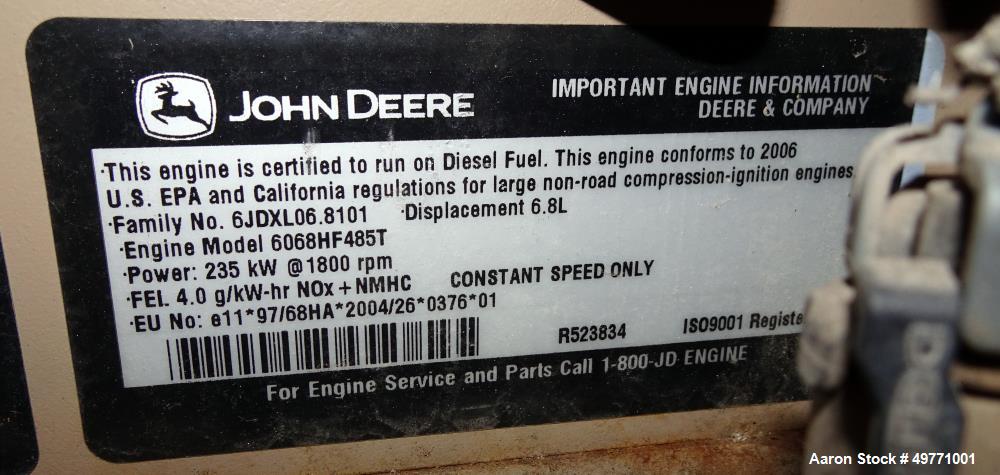 JOHN DEERE
IMPORTANT ENGINE INFORMATION
DEERE & COMPANY
·This engine is certified to run on Diesel Fuel. This engine conforms to 2006
U.S. EPA and California regulations for large non-road compression-ignition engines
·Family No. 6JDXL06.8101 ·Displacement 6.8L
·Engine Model 6068HF485T
·Power: 235 kW @1800 rpm
·FEL 4.0 g/kW-hr NOx + NMHC CONSTANT SPEED ONLY
·EU No: e11*97/68HA*2004/26*0376*01
R523834 ISO9001 Registe
For Engine Service and Parts Call 1-800-JD ENGINE
Aaron Stock # 49771001